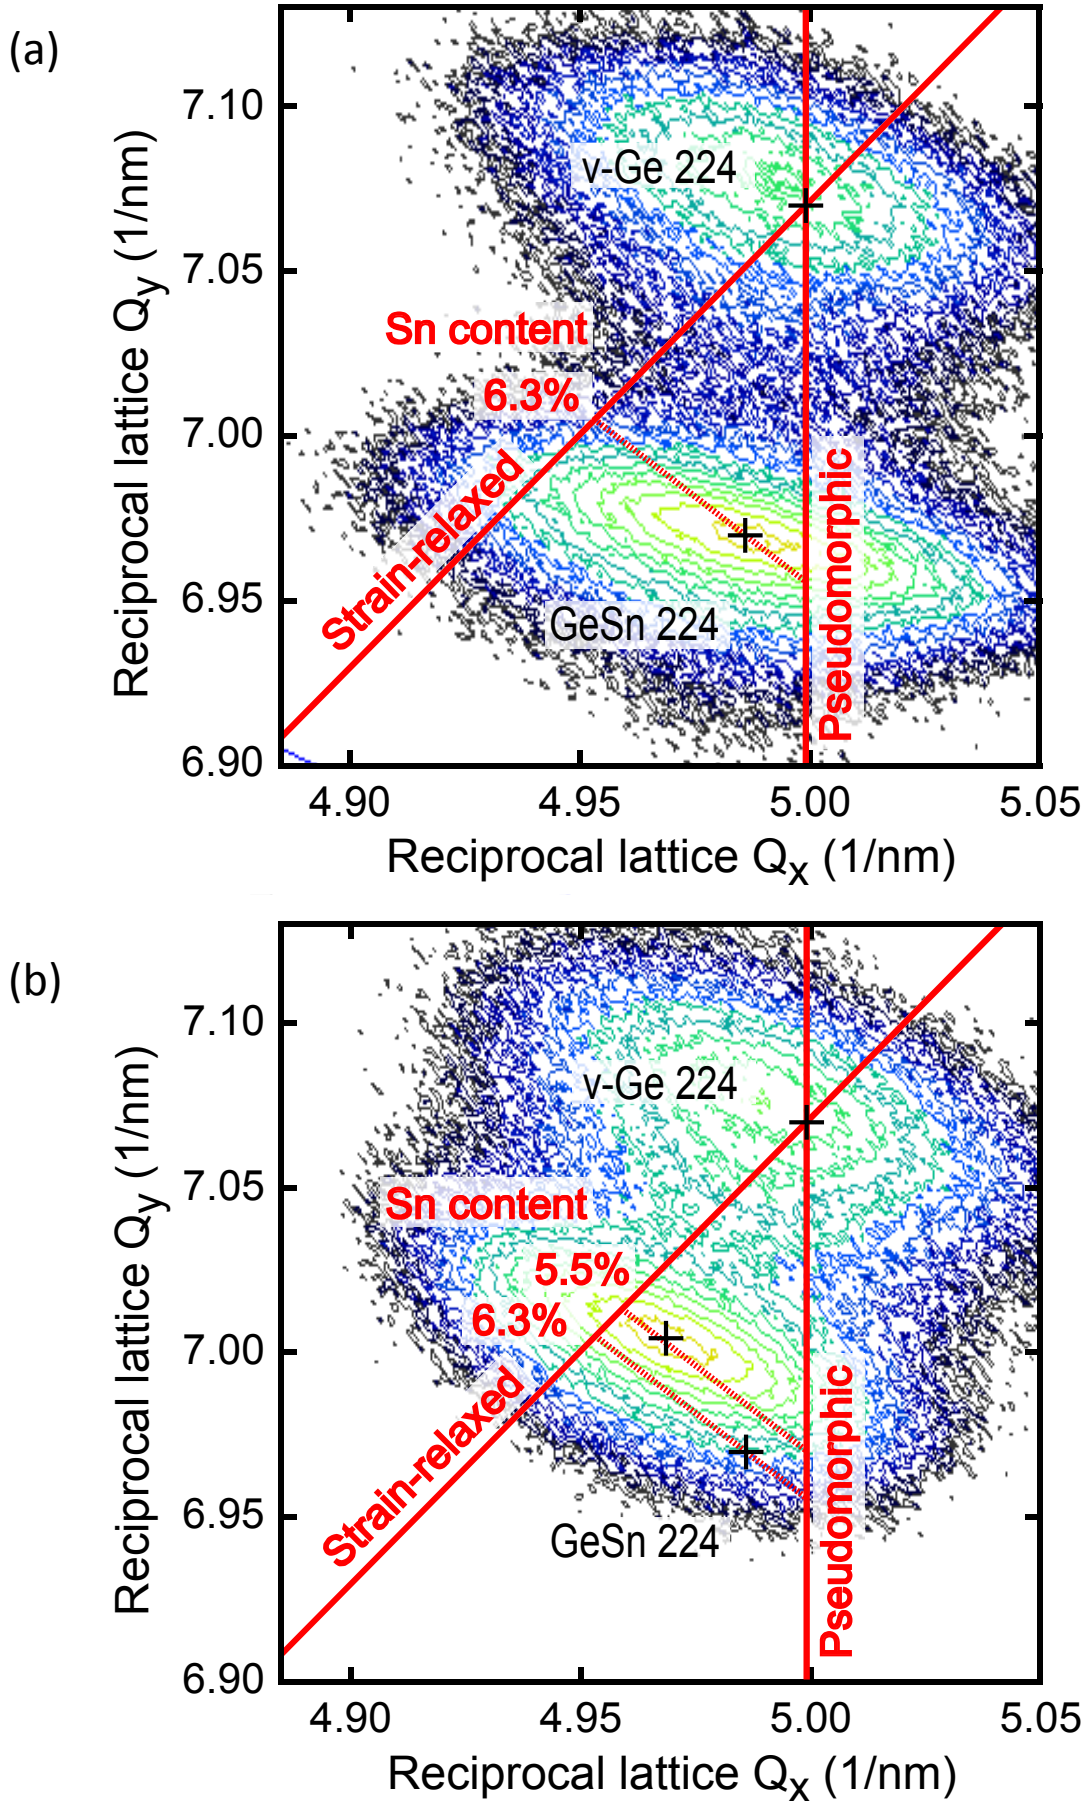 (a)
Reciprocal lattice Qy (1/nm)
7.10
7.05
7.00
6.95
6.90
v-Ge 224
Sn content
6.3%
Strain-relaxed
GeSn 224
Pseudomorphic
4.90 4.95 5.00 5.05
Reciprocal lattice Qx (1/nm)
(b)
Reciprocal lattice Qy (1/nm)
7.10
7.05
7.00
6.95
6.90
v-Ge 224
Sn content
5.5%
6.3%
Strain-relaxed
GeSn 224
Pseudomorphic
4.90 4.95 5.00 5.05
Reciprocal lattice Qx (1/nm)